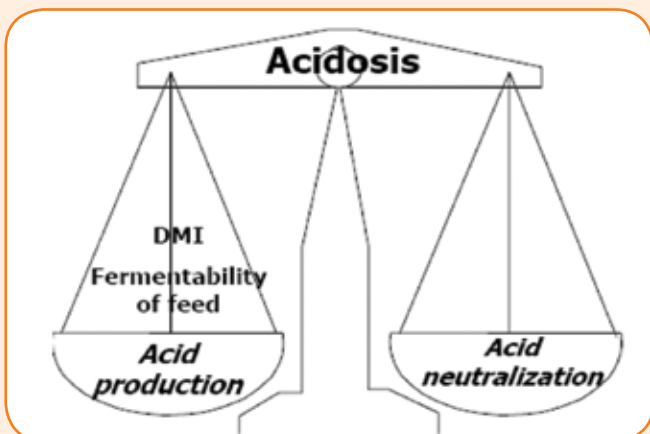 Acidosis
DMI
Fermentability
of feed
Acid
production
Acid
neutralization